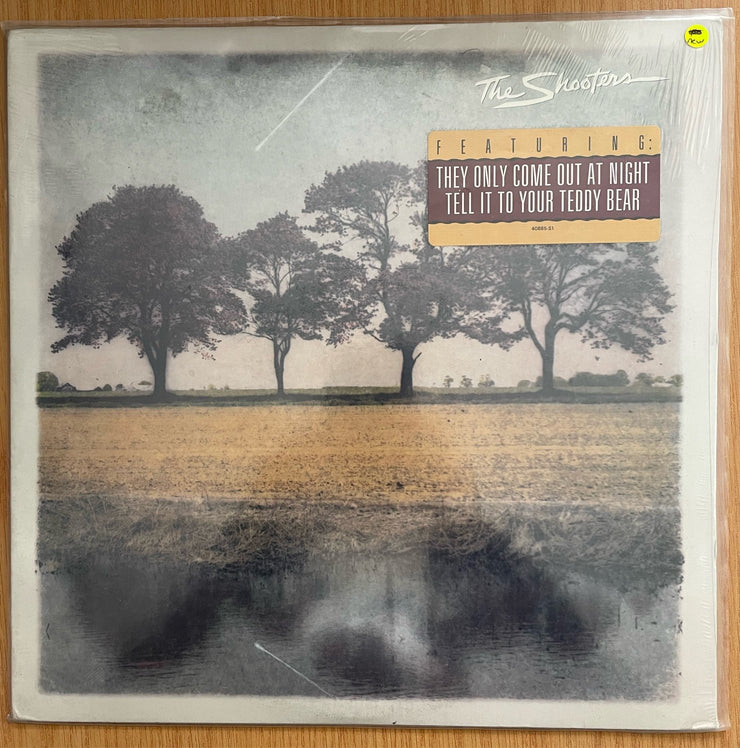 new
The Shooters
FEATURING:
THEY ONLY COME OUT AT NIGHT
TELL IT TO YOUR TEDDY BEAR
40885-S1